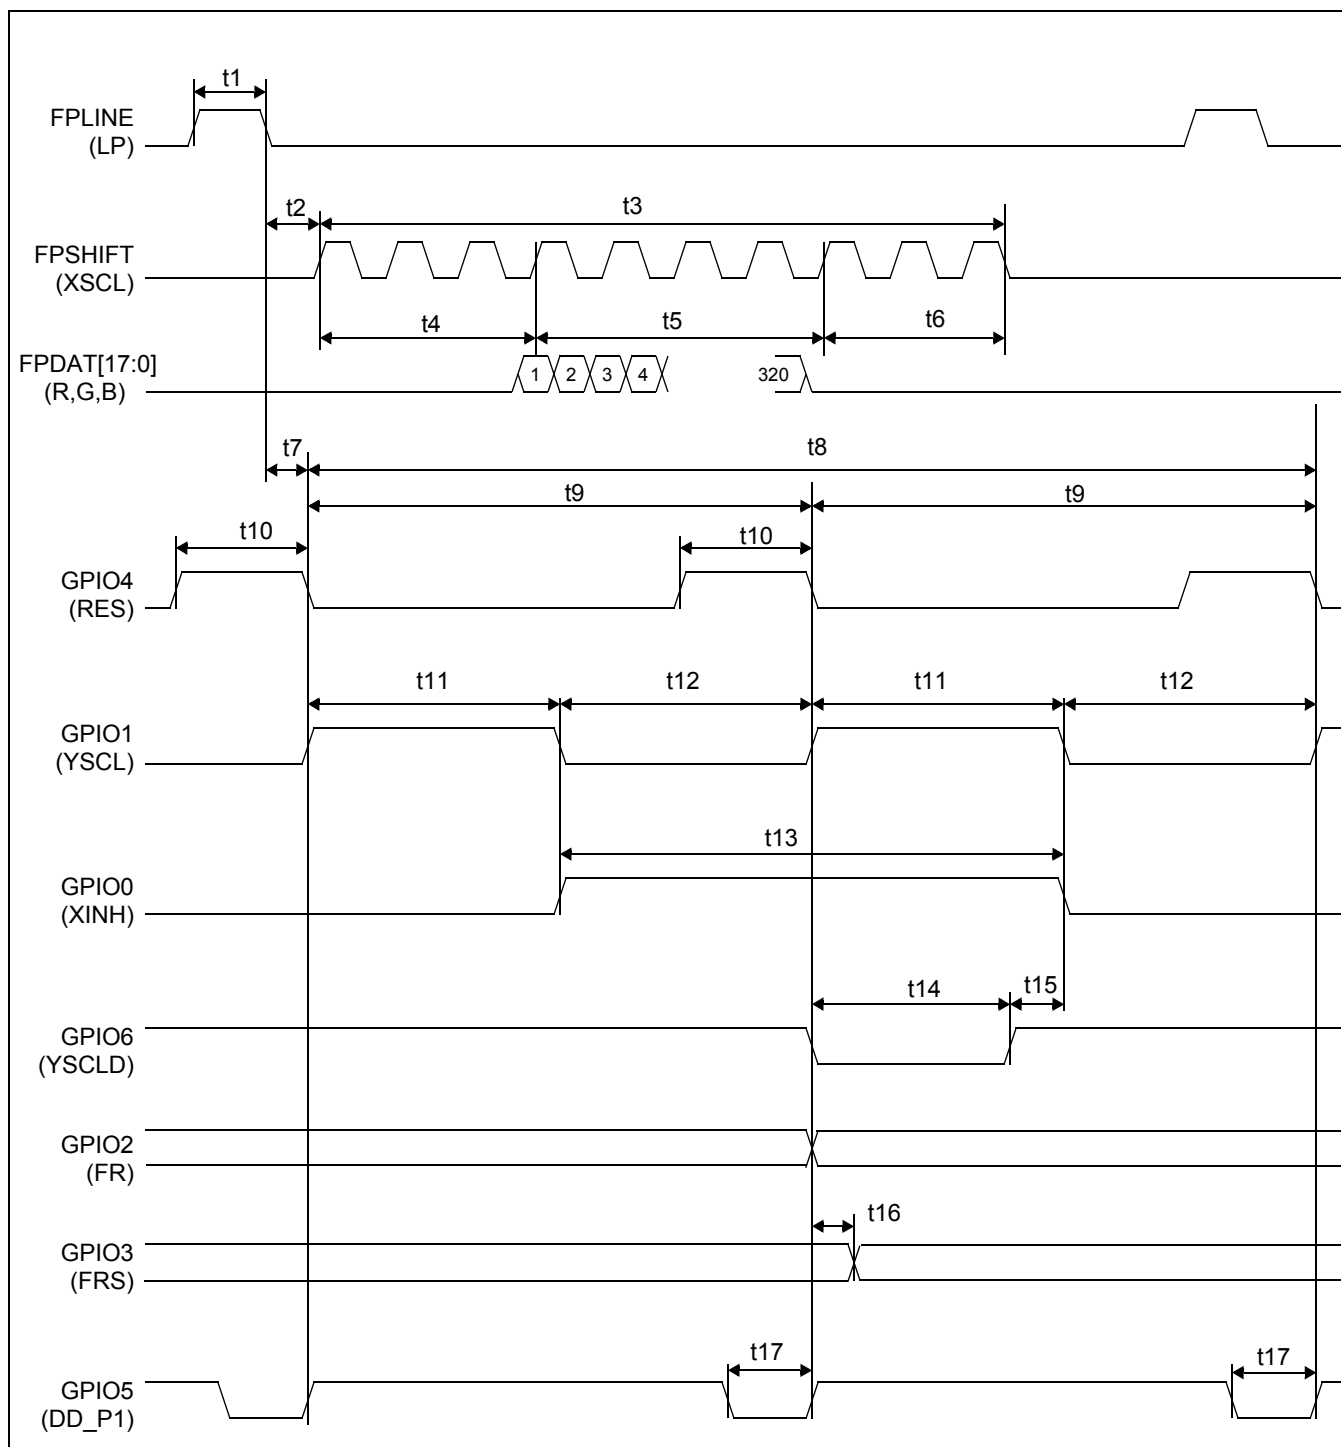 t1
FPLINE
(LP)
t2
t3
FPSHIFT
(XSCL)
t4
t5
t6
FPDAT[17:0]
(R,G,B)
1
2
3
4
320
t7
t8
t9
t9
t10
t10
GPIO4
(RES)
t11
t12
t11
t12
GPIO1
(YSCL)
t13
GPIO0
(XINH)
t14
t15
GPIO6
(YSCLD)
GPIO2
(FR)
t16
GPIO3
(FRS)
t17
t17
GPIO5
(DD_P1)